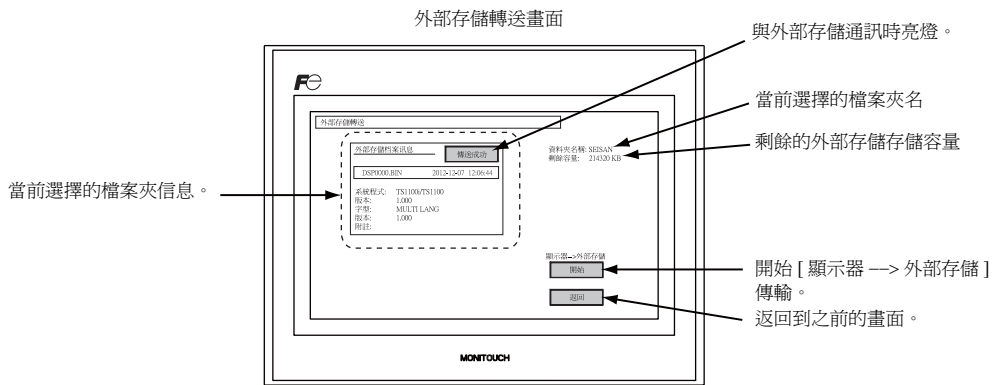 外部存儲轉送畫面
與外部存儲通訊時亮燈。
當前選擇的檔案夾名
剩餘的外部存儲存儲容量
當前選擇的檔案夾信息。
Fe
外部存儲轉送
外部存儲档案讯息
傳送成功
資料夾名稱: SEISAN
剩餘容量: 214320 KB
DSP0000.BIN 2012-12-07 12:06:44
系統程式: TS1100i/TS1100
版本: 1.000
字型: MULTI LANG
版本: 1.000
附註:
顯示器-->外部存儲
開始
返回
開始 [ 顯示器 --> 外部存儲 ]
傳輸。
返回到之前的畫面。
MONITOUCH